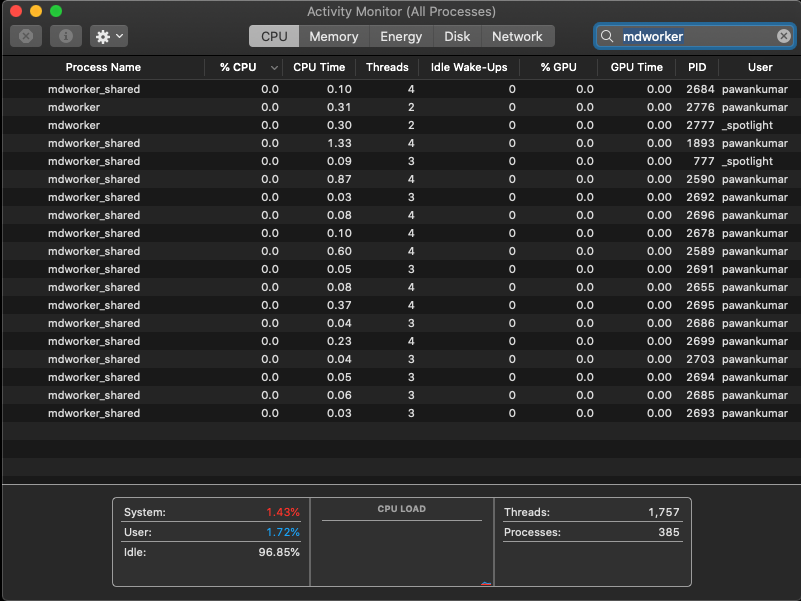 Activity Monitor (All Processes)
CPU Memory Energy Disk Network mdworker
Process Name % CPU CPU Time Threads Idle Wake-Ups % GPU GPU Time PID User
mdworker_shared 0.0 0.10 4 0 0.0 0.00 2684 pawankumar
mdworker 0.0 0.31 2 0 0.0 0.00 2776 pawankumar
mdworker 0.0 0.30 2 0 0.0 0.00 2777 _spotlight
mdworker_shared 0.0 1.33 4 0 0.0 0.00 1893 pawankumar
mdworker_shared 0.0 0.09 3 0 0.0 0.00 777 _spotlight
mdworker_shared 0.0 0.87 4 0 0.0 0.00 2590 pawankumar
mdworker_shared 0.0 0.03 3 0 0.0 0.00 2692 pawankumar
mdworker_shared 0.0 0.08 4 0 0.0 0.00 2696 pawankumar
mdworker_shared 0.0 0.10 4 0 0.0 0.00 2678 pawankumar
mdworker_shared 0.0 0.60 4 0 0.0 0.00 2589 pawankumar
mdworker_shared 0.0 0.05 3 0 0.0 0.00 2691 pawankumar
mdworker_shared 0.0 0.08 4 0 0.0 0.00 2655 pawankumar
mdworker_shared 0.0 0.37 4 0 0.0 0.00 2695 pawankumar
mdworker_shared 0.0 0.04 3 0 0.0 0.00 2686 pawankumar
mdworker_shared 0.0 0.23 4 0 0.0 0.00 2699 pawankumar
mdworker_shared 0.0 0.04 3 0 0.0 0.00 2703 pawankumar
mdworker_shared 0.0 0.05 3 0 0.0 0.00 2694 pawankumar
mdworker_shared 0.0 0.06 3 0 0.0 0.00 2685 pawankumar
mdworker_shared 0.0 0.03 3 0 0.0 0.00 2693 pawankumar
System: 1.43% CPU LOAD Threads: 1,757
User: 1.72% Processes: 385
Idle: 96.85%